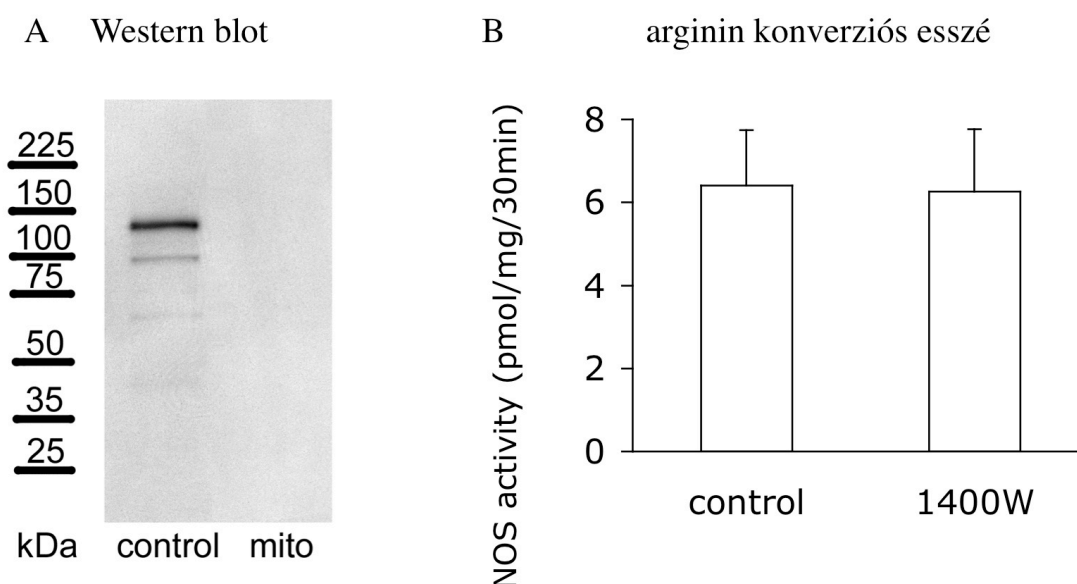 A Western blot
225
150
100
75
50
35
25
kDa control mito
B arginin konverziós esszé
NOS activity (pmol/mg/30min)
8
6
4
2
0
control 1400W